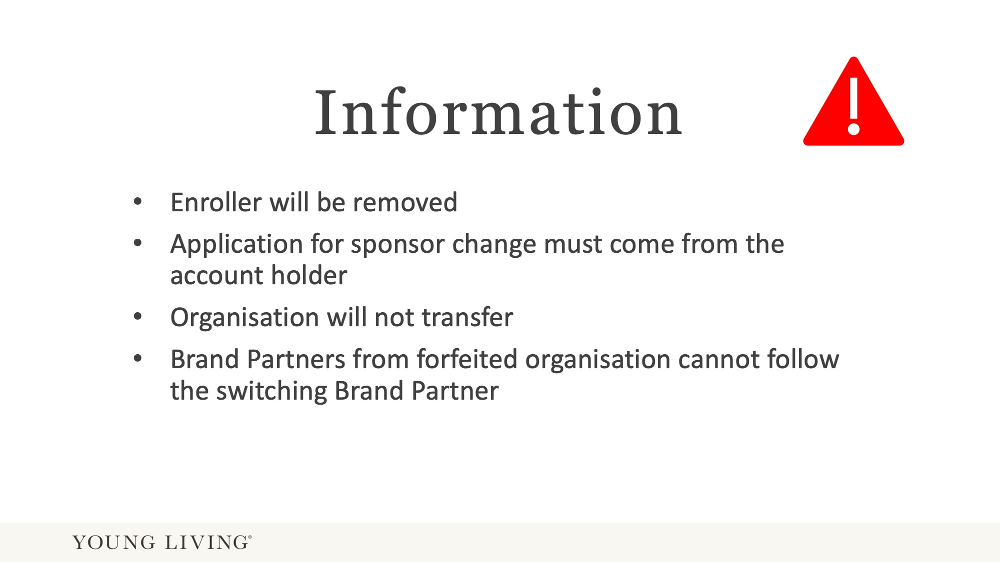 Information
• Enroller will be removed
• Application for sponsor change must come from the
account holder
• Organisation will not transfer
• Brand Partners from forfeited organisation cannot follow
the switching Brand Partner
YOUNG LIVING®